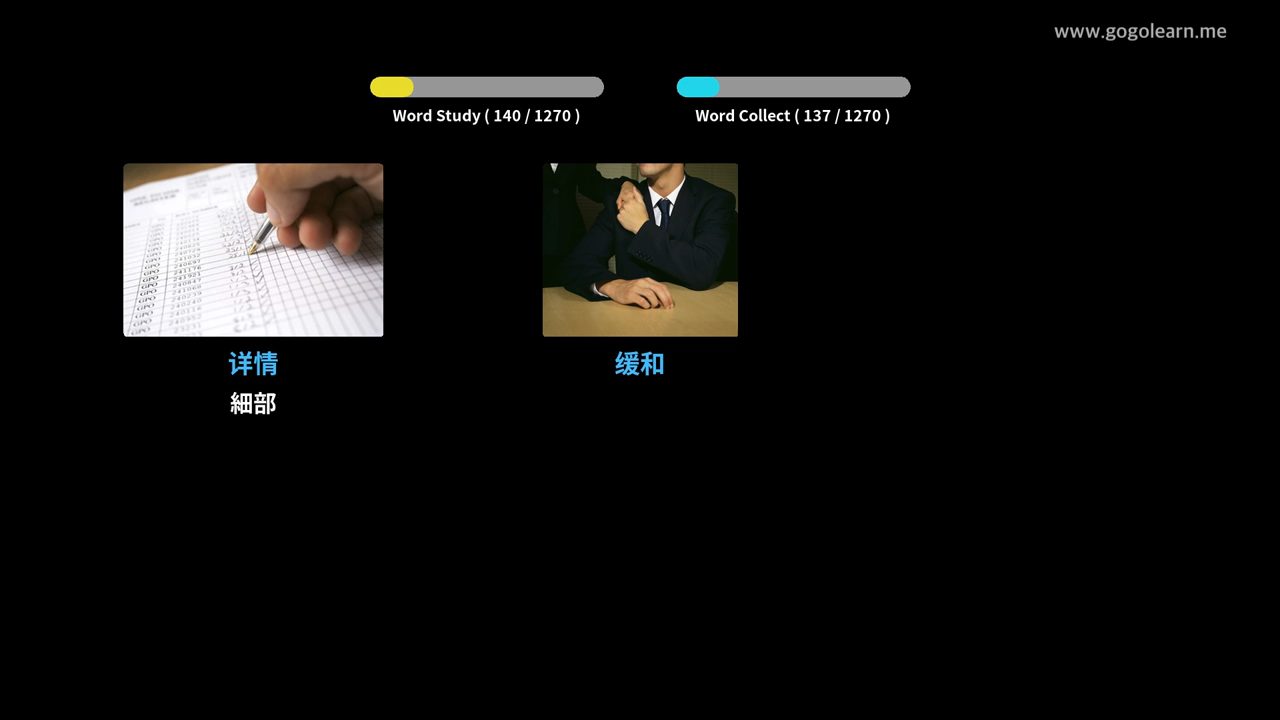 www.gogolearn.me
Word Study ( 140 / 1270 )
Word Collect ( 137 / 1270 )
详情
缓和
細部